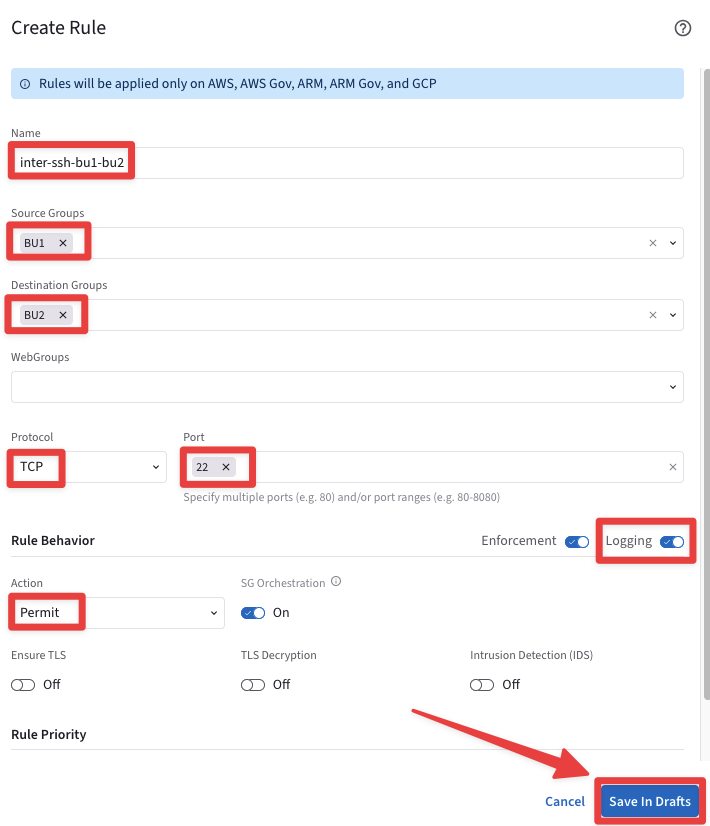 Create Rule
Rules will be applied only on AWS, AWS Gov, ARM, ARM Gov, and GCP
Name
inter-ssh-bu1-bu2
Source Groups
BU1
Destination Groups
BU2
WebGroups
Protocol Port
TCP 22
Specify multiple ports (e.g. 80) and/or port ranges (e.g. 80-8080)
Rule Behavior Enforcement Logging
Action SG Orchestration
Permit On
Ensure TLS TLS Decryption Intrusion Detection (IDS)
Off Off Off
Rule Priority
Cancel Save In Drafts